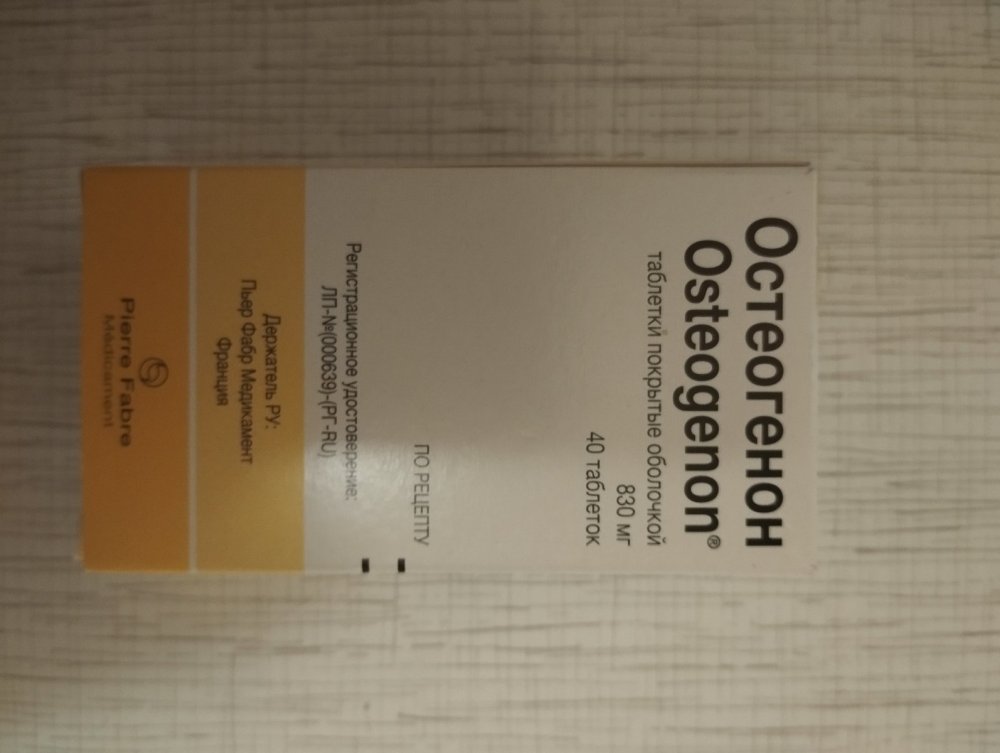 Остеогенон
Osteogenon®
таблетки покрытые оболочкой
830 мг
40 таблеток
ПО РЕЦЕПТУ
Регистрационное удостоверение:
ЛП-№(000639)-(РГ-RU)
Держатель РУ:
Пьер Фабр Медикамент
Франция
Pierre Fabre
Médicament